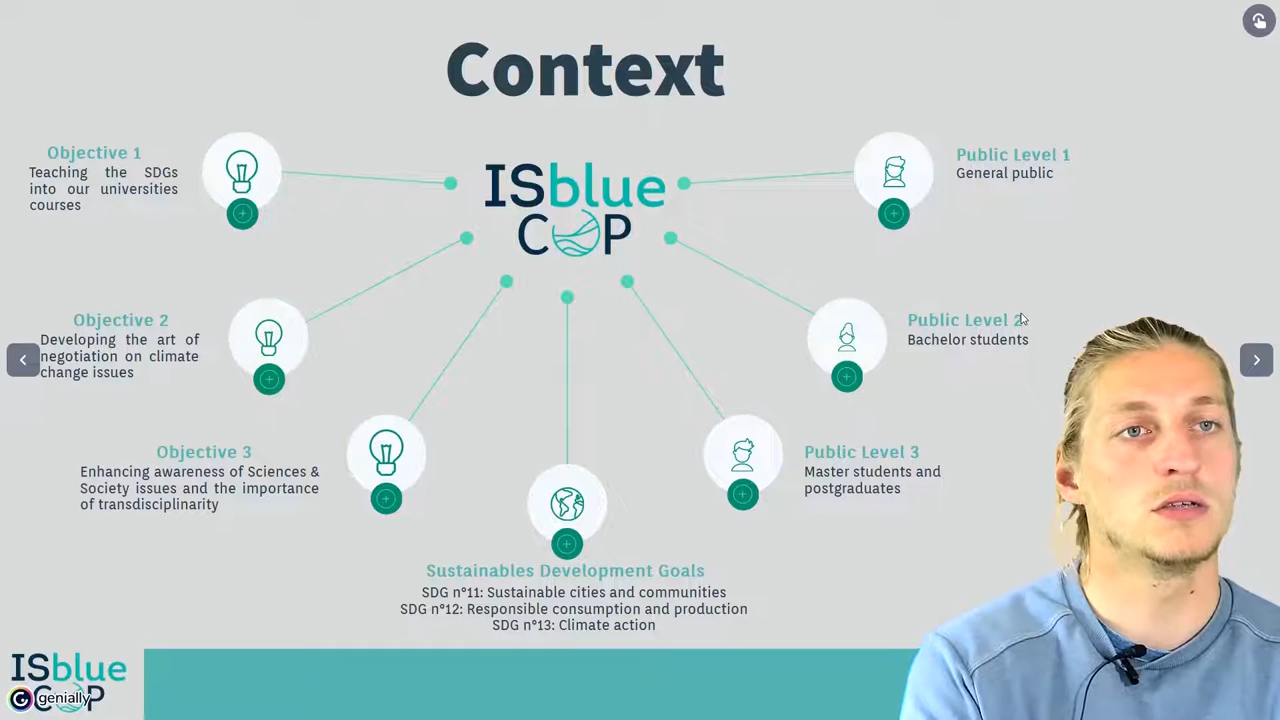 Context
ISblue
COP
Objective 1
Teaching the SDGs
into our universities
courses
Objective 2
Developing the art of
negotiation on climate
change issues
Objective 3
Enhancing awareness of Sciences &
Society issues and the importance
of transdisciplinarity
Sustainables Development Goals
SDG n°11: Sustainable cities and communities
SDG n°12: Responsible consumption and production
SDG n°13: Climate action
Public Level 1
General public
Public Level 2
Bachelor students
Public Level 3
Master students and
postgraduates
ISblue
COP
genially